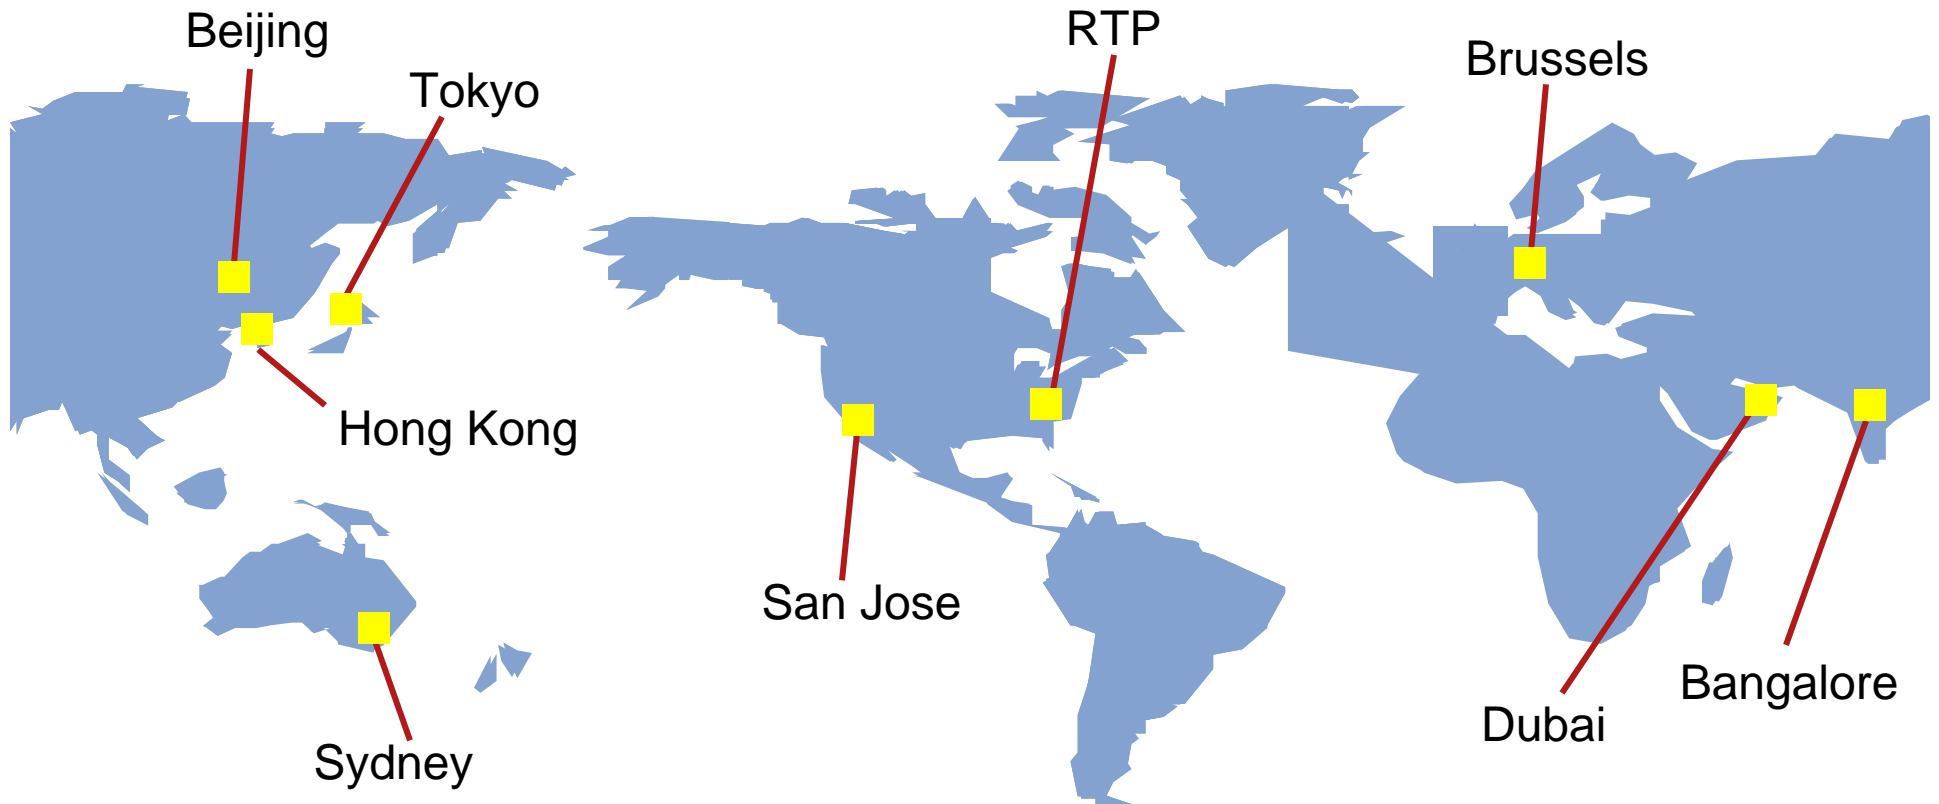 Beijing
RTP
Brussels
Tokyo
Hong Kong
San Jose
Bangalore
Dubai
Sydney